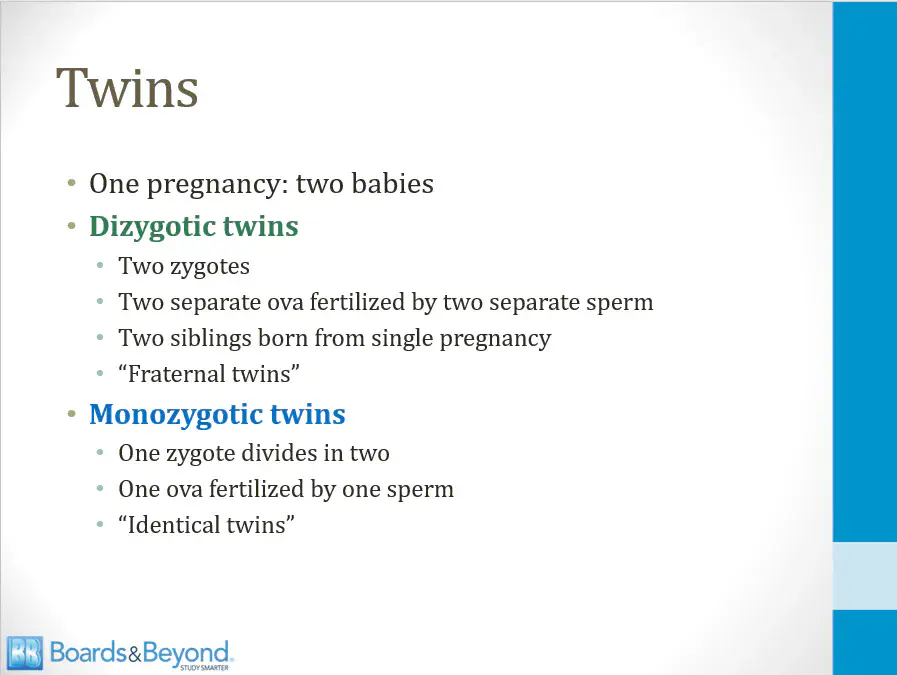 Twins
• One pregnancy: two babies
• Dizygotic twins
• Two zygotes
• Two separate ova fertilized by two separate sperm
• Two siblings born from single pregnancy
• “Fraternal twins”
• Monozygotic twins
• One zygote divides in two
• One ova fertilized by one sperm
• “Identical twins”
BB Boards&Beyond.
STUDY SMARTER